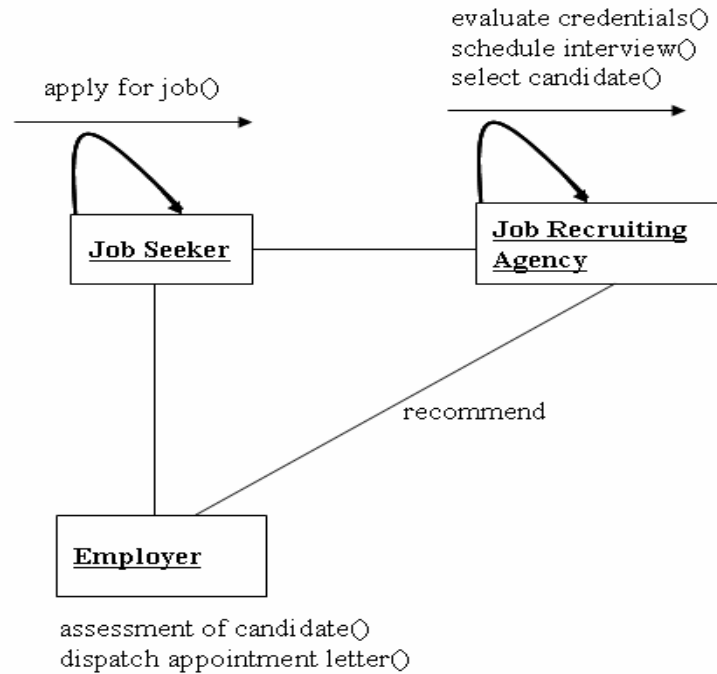 evaluate credentials()
schedule interview()
select candidate()
apply for job()
Job Seeker
Job Recruiting
Agency
recommend
Employer
assessment of candidate()
dispatch appointment letter()